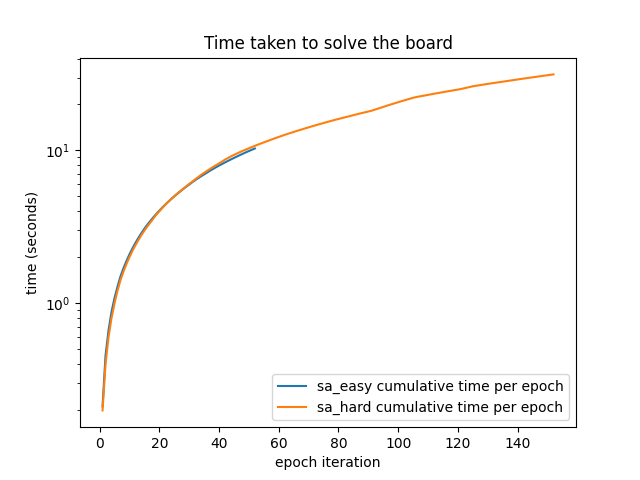 Time taken to solve the board
time (seconds)
10¹
10⁰
0 20 40 60 80 100 120 140
epoch iteration
sa_easy cumulative time per epoch
sa_hard cumulative time per epoch